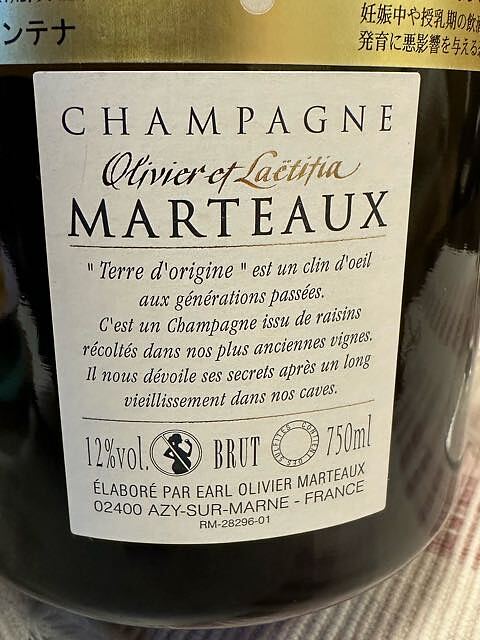 ンテナ
妊娠中や授乳期の飲酒
発育に悪影響を与える
CHAMPAGNE
Olivier et Laëtitia
MARTEAUX
" Terre d'origine " est un clin d'oeil
aux générations passées.
C'est un Champagne issu de raisins
récoltés dans nos plus anciennes vignes.
Il nous dévoile ses secrets après un long
vieillissement dans nos caves.
12%vol. BRUT CONTIENT DES SULFITES 750ml
ÉLABORÉ PAR EARL OLIVIER MARTEAUX
02400 AZY-SUR-MARNE - FRANCE
RM-28296-01